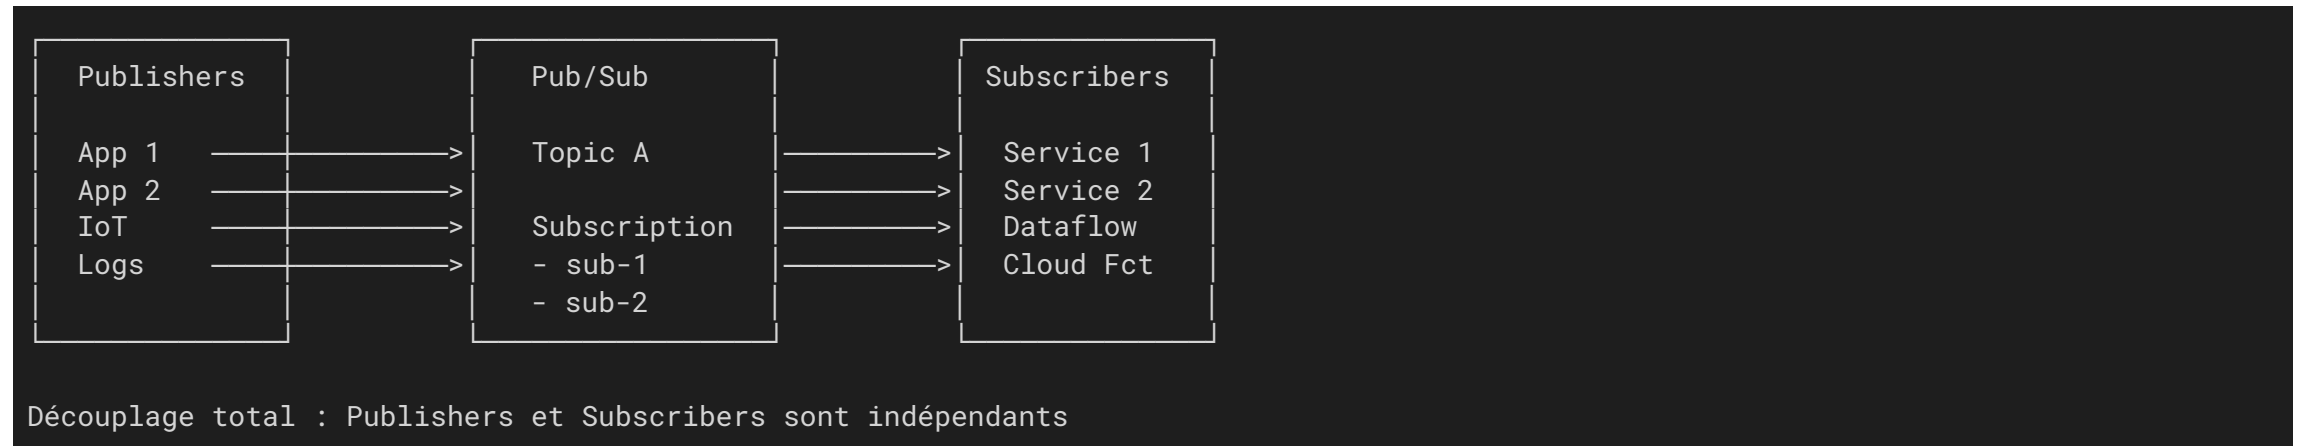 Publishers Pub/Sub Subscribers
App 1 ─────────> Topic A ─────────> Service 1
App 2 ─────────> ─────────> Service 2
IoT ─────────> Subscription ─────────> Dataflow
Logs ─────────> - sub-1 ─────────> Cloud Fct
- sub-2
Découplage total : Publishers et Subscribers sont indépendants